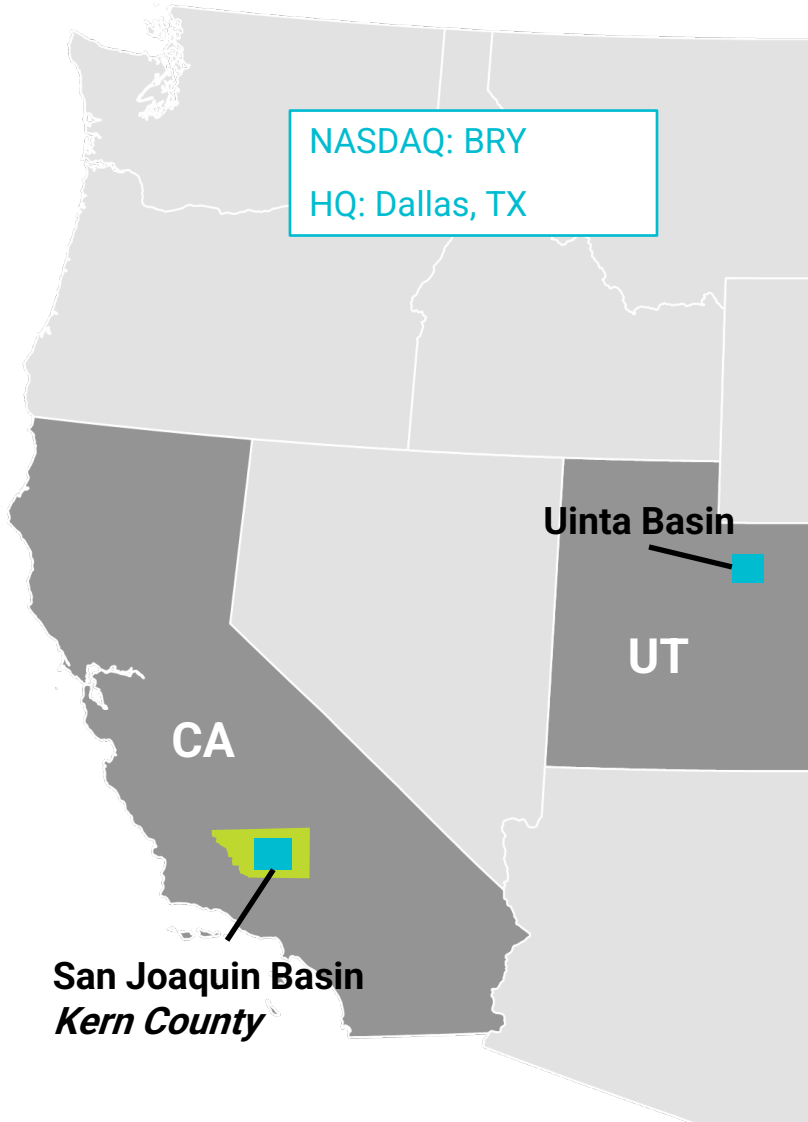 NASDAQ: BRY
HQ: Dallas, TX
Uinta Basin
UT
CA
San Joaquin Basin
Kern County